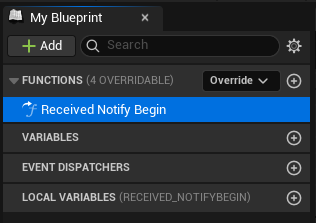 My Blueprint
Add
Search
FUNCTIONS (4 OVERRIDABLE) Override
Received Notify Begin
VARIABLES
EVENT DISPATCHERS
LOCAL VARIABLES (RECEIVED_NOTIFYBEGIN)